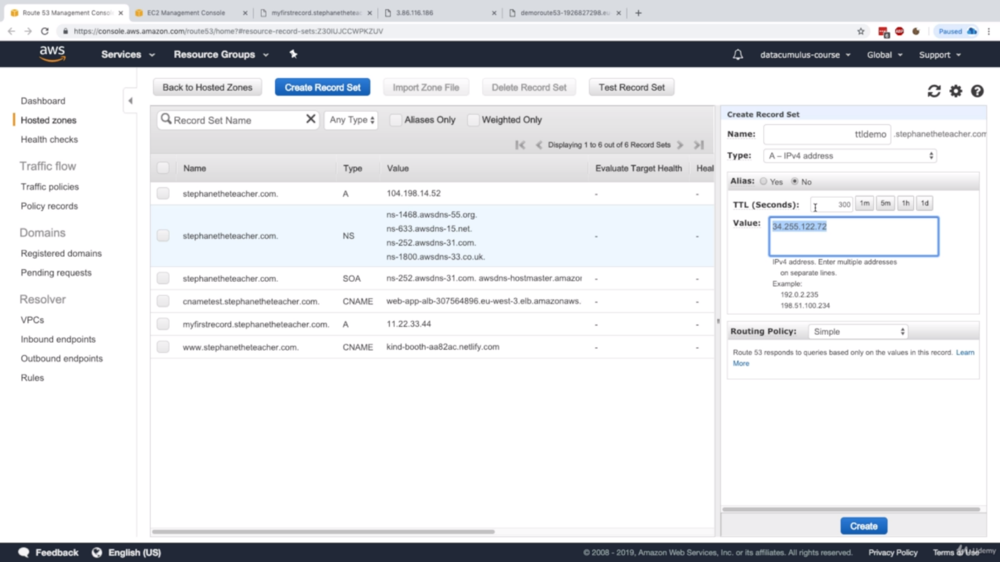 Route 53 Management Consol
EC2 Management Console
myfirstrecord.stephanetheteac
3.86.116.186
demoroute53-1926827298.eu
https://console.aws.amazon.com/route53/home?#resource-record-sets:Z30IUJCCWPKZUV
Paused
aws
Services
Resource Groups
datacumulus-course
Global
Support
Dashboard
Hosted zones
Health checks
Traffic flow
Traffic policies
Policy records
Domains
Registered domains
Pending requests
Resolver
VPCs
Inbound endpoints
Outbound endpoints
Rules
Back to Hosted Zones
Create Record Set
Import Zone File
Delete Record Set
Test Record Set
Record Set Name
Any Type
Aliases Only
Weighted Only
Displaying 1 to 6 out of 6 Record Sets
Name Type Value Evaluate Target Health Heal
stephanetheteacher.com. A 104.198.14.52 - -
stephanetheteacher.com. NS ns-1468.awsdns-55.org.
ns-633.awsdns-15.net.
ns-252.awsdns-31.com.
ns-1800.awsdns-33.co.uk.
- -
stephanetheteacher.com. SOA ns-252.awsdns-31.com. awsdns-hostmaster.amazon - -
cnametest.stephanetheteacher.com. CNAME web-app-alb-307564896.eu-west-3.elb.amazonaws. - -
myfirstrecord.stephanetheteacher.com. A 11.22.33.44 - -
www.stephanetheteacher.com. CNAME kind-booth-aa82ac.netlify.com - -
Create Record Set
Name: ttldemo .stephanetheteacher.com
Type: A – IPv4 address
Alias: Yes No
TTL (Seconds): 300 1m 5m 1h 1d
Value: 34.255.122.72
IPv4 address. Enter multiple addresses
on separate lines.
Example:
192.0.2.235
198.51.100.234
Routing Policy: Simple
Route 53 responds to queries based only on the values in this record. Learn
More
Create
Feedback
English (US)
© 2008 - 2019, Amazon Web Services, Inc. or its affiliates. All rights reserved.
Privacy Policy
Terms of Use
Udemy